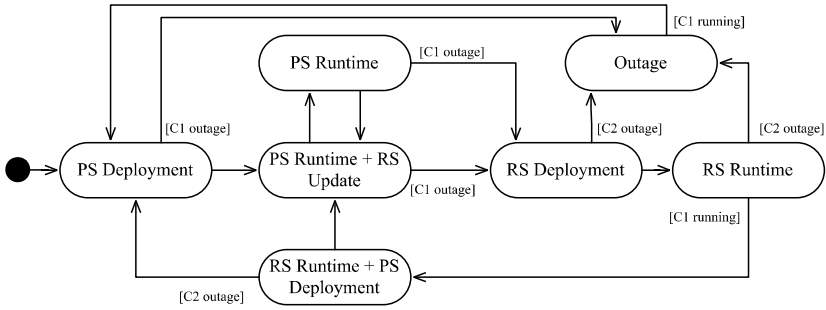 [C1 running]
PS Runtime
[C1 outage]
Outage
[C1 outage]
[C2 outage]
[C2 outage]
PS Deployment
PS Runtime + RS
Update
RS Deployment
RS Runtime
[C1 outage]
[C1 running]
RS Runtime + PS
Deployment
[C2 outage]